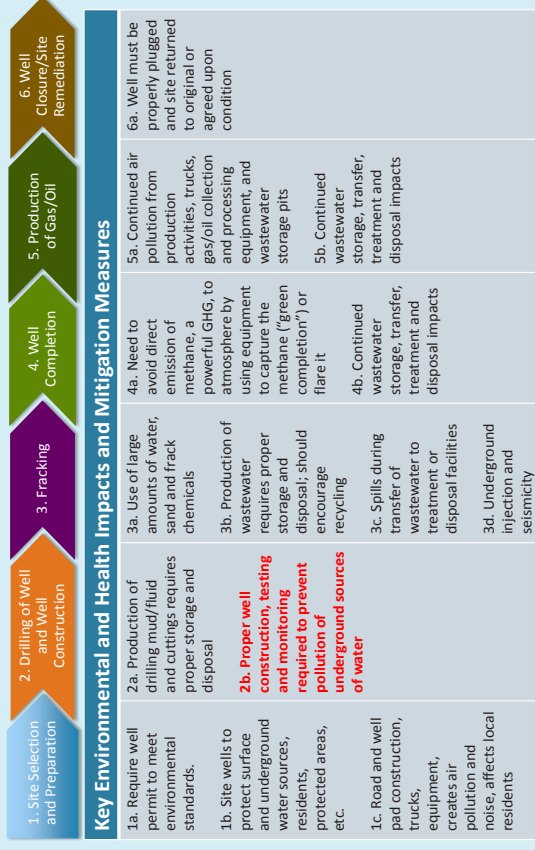 1. Site Selection
and Preparation
2. Drilling of Well
and Well
Construction
3. Fracking
4. Well
Completion
5. Production
of Gas/Oil
6. Well
Closure/Site
Remediation
Key Environmental and Health Impacts and Mitigation Measures
1a. Require well
permit to meet
environmental
standards.
1b. Site wells to
protect surface
and underground
water sources,
residents,
protected areas,
etc.
1c. Road and well
pad construction,
trucks,
equipment,
creates air
pollution and
noise, affects local
residents
2a. Production of
drilling mud/fluid
and cuttings requires
proper storage and
disposal
2b. Proper well
construction, testing
and monitoring
required to prevent
pollution of
underground sources
of water
3a. Use of large
amounts of water,
sand and frack
chemicals
3b. Production of
wastewater
requires proper
storage and
disposal; should
encourage
recycling
3c. Spills during
transfer of
wastewater to
treatment or
disposal facilities
3d. Underground
injection and
seismicity
4a. Need to
avoid direct
emission of
methane, a
powerful GHG, to
atmosphere by
using equipment
to capture the
methane ("green
completion") or
flare it
4b. Continued
wastewater
storage, transfer,
treatment and
disposal impacts
5a. Continued air
pollution from
production
activities, trucks,
gas/oil collection
and processing
equipment, and
wastewater
storage pits
5b. Continued
wastewater
storage, transfer,
treatment and
disposal impacts
6a. Well must be
properly plugged
and site returned
to original or
agreed upon
condition